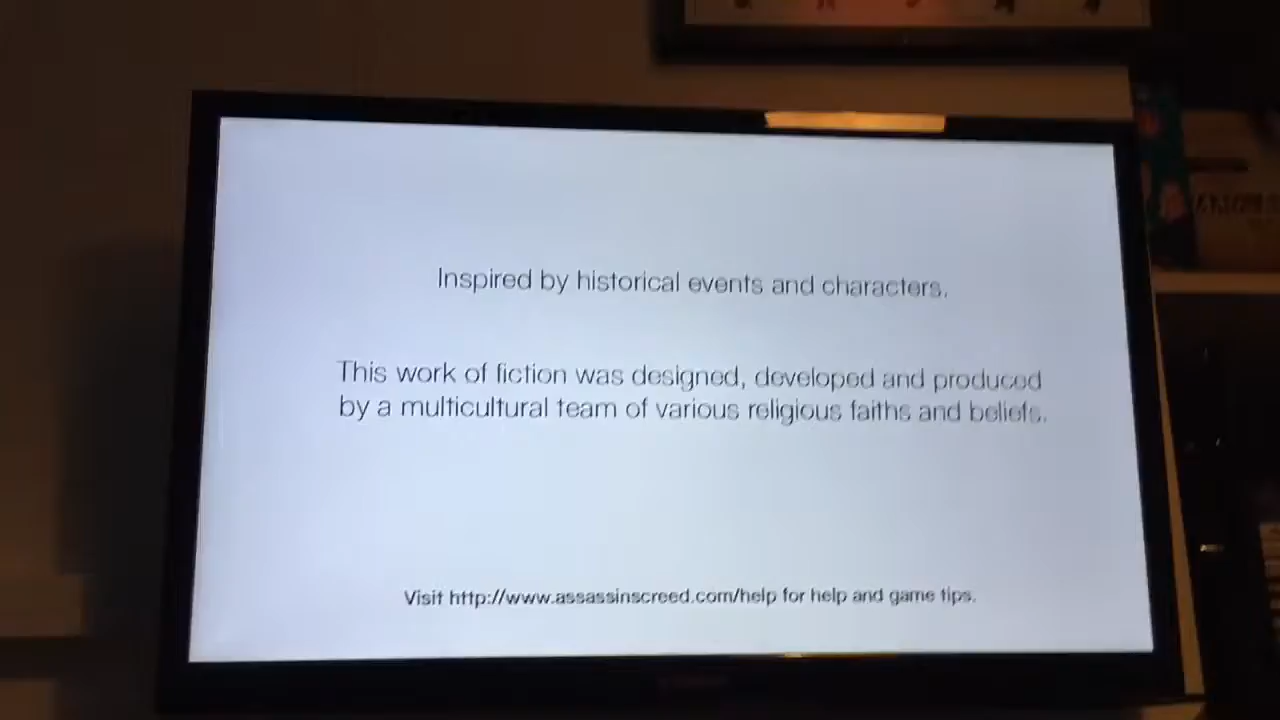 Inspired by historical events and characters.
This work of fiction was designed, developed and produced
by a multicultural team of various religious faiths and beliefs.
Visit http://www.assassinscreed.com/help for help and game tips.